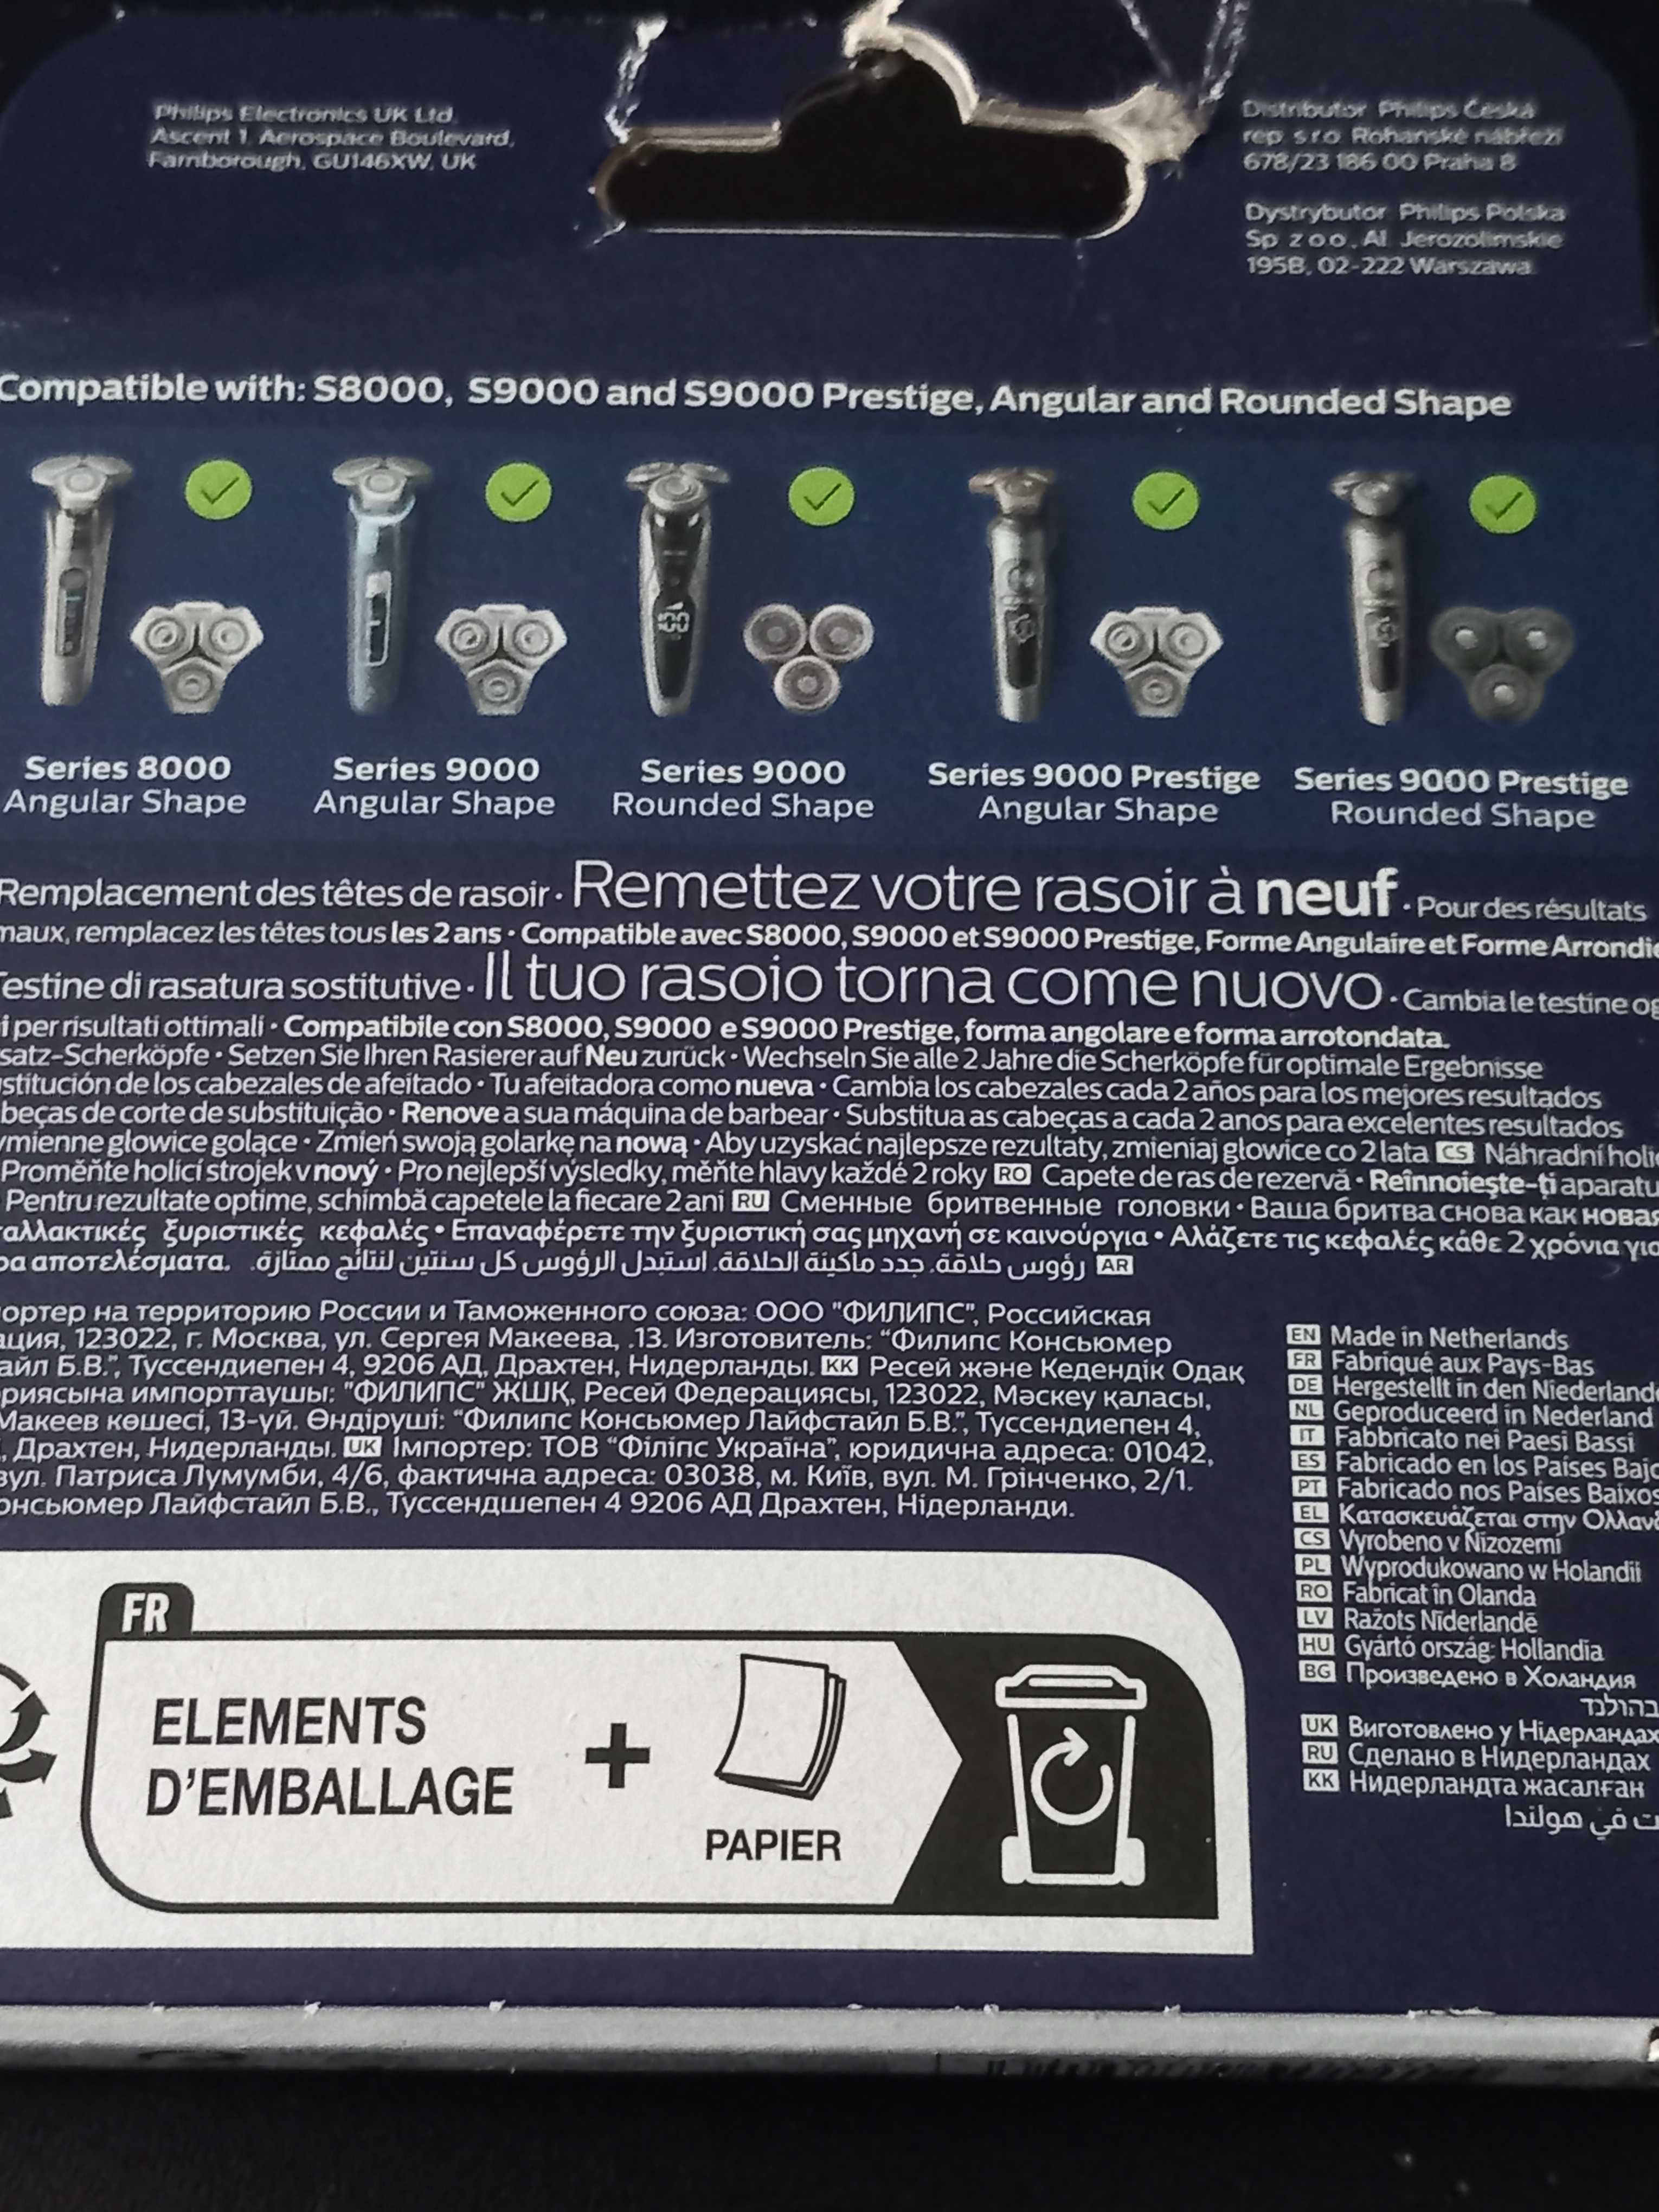 Philips Electronics UK Ltd,
Ascent 1, Aerospace Boulevard,
Farnborough, GU146XW, UK
Distributor Philips Česká
rep. s.r.o. Rohanské nábřeží
678/23 186 00 Praha 8
Dystrybutor Philips Polska
Sp. z o.o., Al. Jerozolimskie
195B, 02-222 Warszawa
Compatible with: S8000, S9000 and S9000 Prestige, Angular and Rounded Shape
100
Series 8000
Angular Shape
Series 9000
Angular Shape
Series 9000
Rounded Shape
Series 9000 Prestige
Angular Shape
Series 9000 Prestige
Rounded Shape
Remplacement des têtes de rasoir · Remettez votre rasoir à neuf · Pour des résultats
maux, remplacez les têtes tous les 2 ans · Compatible avec S8000, S9000 et S9000 Prestige, Forme Angulaire et Forme Arrondie
Testine di rasatura sostitutive · Il tuo rasoio torna come nuovo · Cambia le testine og
i per risultati ottimali · Compatibile con S8000, S9000 e S9000 Prestige, forma angolare e forma arrotondata.
satz-Scherköpfe · Setzen Sie Ihren Rasierer auf Neu zurück · Wechseln Sie alle 2 Jahre die Scherköpfe für optimale Ergebnisse
stitución de los cabezales de afeitado · Tu afeitadora como nueva · Cambia los cabezales cada 2 años para los mejores resultados
beças de corte de substituição · Renove a sua máquina de barbear · Substitua as cabeças a cada 2 anos para excelentes resultados
ymienne głowice golące · Zmień swoją golarkę na nową · Aby uzyskać najlepsze rezultaty, zmieniaj głowice co 2 lata CS Náhradní holic
Proměňte holicí strojek v nový · Pro nejlepší výsledky, měňte hlavy každé 2 roky RO Capete de ras de rezervă · Reînnoiește-ți aparatu
Pentru rezultate optime, schimbă capetele la fiecare 2 ani RU Сменные бритвенные головки · Ваша бритва снова как новая
αλλακτικές ξυριστικές κεφαλές • Επαναφέρετε την ξυριστική σας μηχανή σε καινούργια • Αλάζετε τις κεφαλές κάθε 2 χρόνια για
ρα αποτελέσματα. رؤوس حلاقة. جدد ماكينة الحلاقة. استبدل الرؤوس كل سنتين لنتائج ممتازة. AR
ортер на территорию России и Таможенного союза: ООО "ФИЛИПС", Российская
ация, 123022, г. Москва, ул. Сергея Макеева, .13. Изготовитель: “Филипс Консьюмер
айл Б.В.”, Туссендиепен 4, 9206 АД, Драхтен, Нидерланды. KK Ресей және Кедендік Одақ
риясына импорттаушы: "ФИЛИПС" ЖШҚ, Ресей Федерациясы, 123022, Мәскеу қаласы,
Макеев көшесі, 13-үй. Өндіруші: “Филипс Консьюмер Лайфстайл Б.В.”, Туссендиепен 4,
, Драхтен, Нидерланды. UK Імпортер: ТОВ “Філіпс Україна”, юридична адреса: 01042,
вул. Патриса Лумумби, 4/6, фактична адреса: 03038, м. Київ, вул. М. Грінченко, 2/1.
онсьюмер Лайфстайл Б.В., Туссендшепен 4 9206 АД Драхтен, Нідерланди.
EN Made in Netherlands
FR Fabriqué aux Pays-Bas
DE Hergestellt in den Niederlande
NL Geproduceerd in Nederland
IT Fabbricato nei Paesi Bassi
ES Fabricado en los Países Bajo
PT Fabricado nos Países Baixos
EL Κατασκευάζεται στην Ολλανδ
CS Vyrobeno v Nizozemí
PL Wyprodukowano w Holandii
RO Fabricat în Olanda
LV Ražots Nīderlandē
HU Gyártó ország: Hollandia
BG Произведено в Холандия
בהולנד
UK Виготовлено у Нідерландах
RU Сделано в Нидерландах
KK Нидерландта жасалған
ت في هولندا
FR
ELEMENTS
D'EMBALLAGE
+
PAPIER